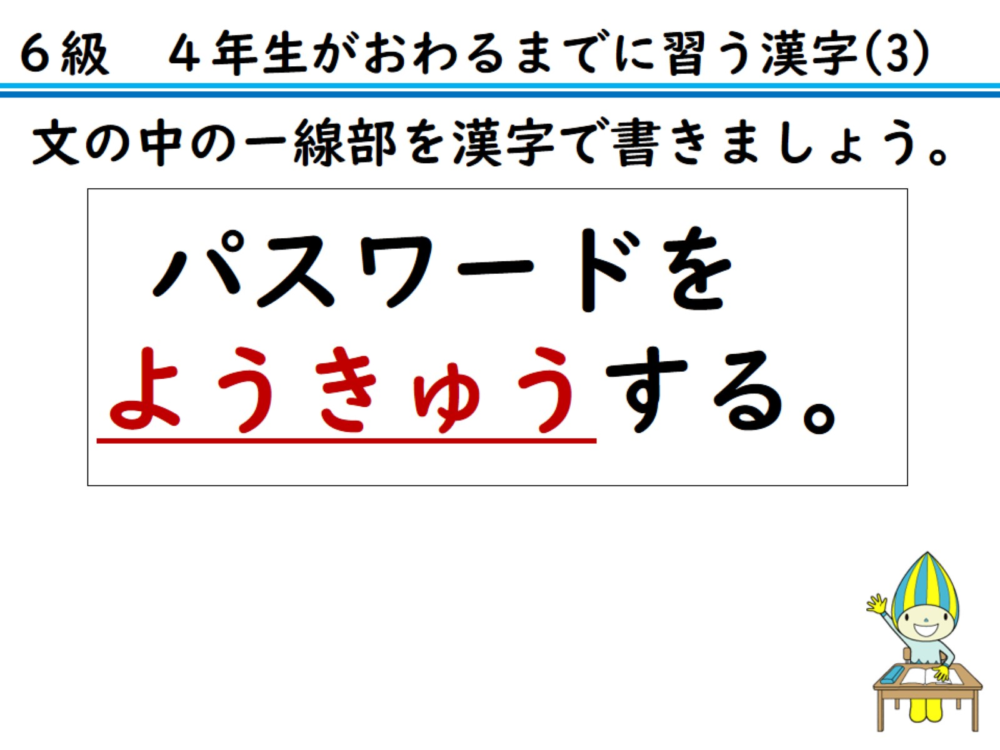 ６級　４年生がおわるまでに習う漢字(3)
文の中の―線部を漢字で書きましょう。
パスワードを
ようきゅうする。